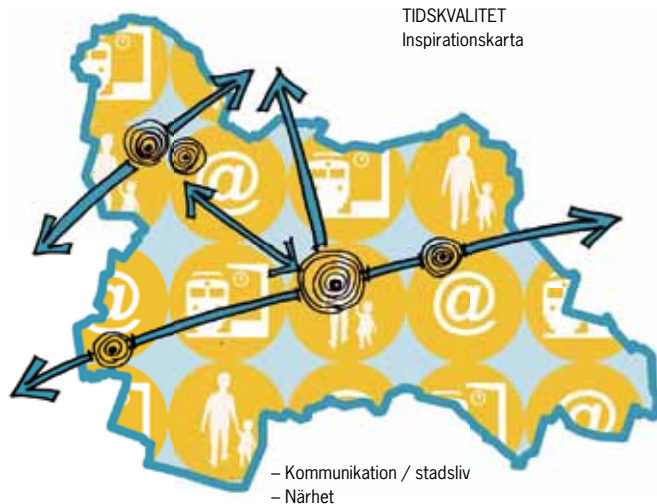 TIDSKVALITET
Inspirationskarta
@
@
@
@
– Kommunikation / stadsliv
– Närhet